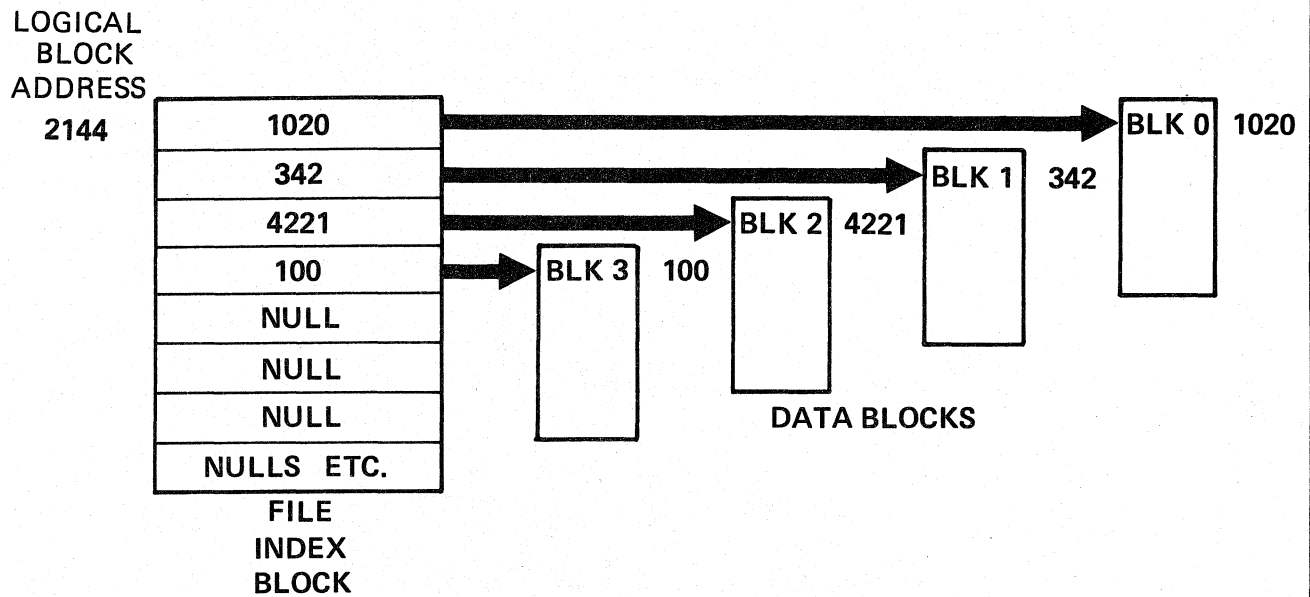 LOGICAL
BLOCK
ADDRESS
2144
1020
BLK 0 1020
342
BLK 1 342
4221
BLK 2 4221
100
BLK 3 100
NULL
NULL
NULL
NULLS ETC.
DATA BLOCKS
FILE
INDEX
BLOCK